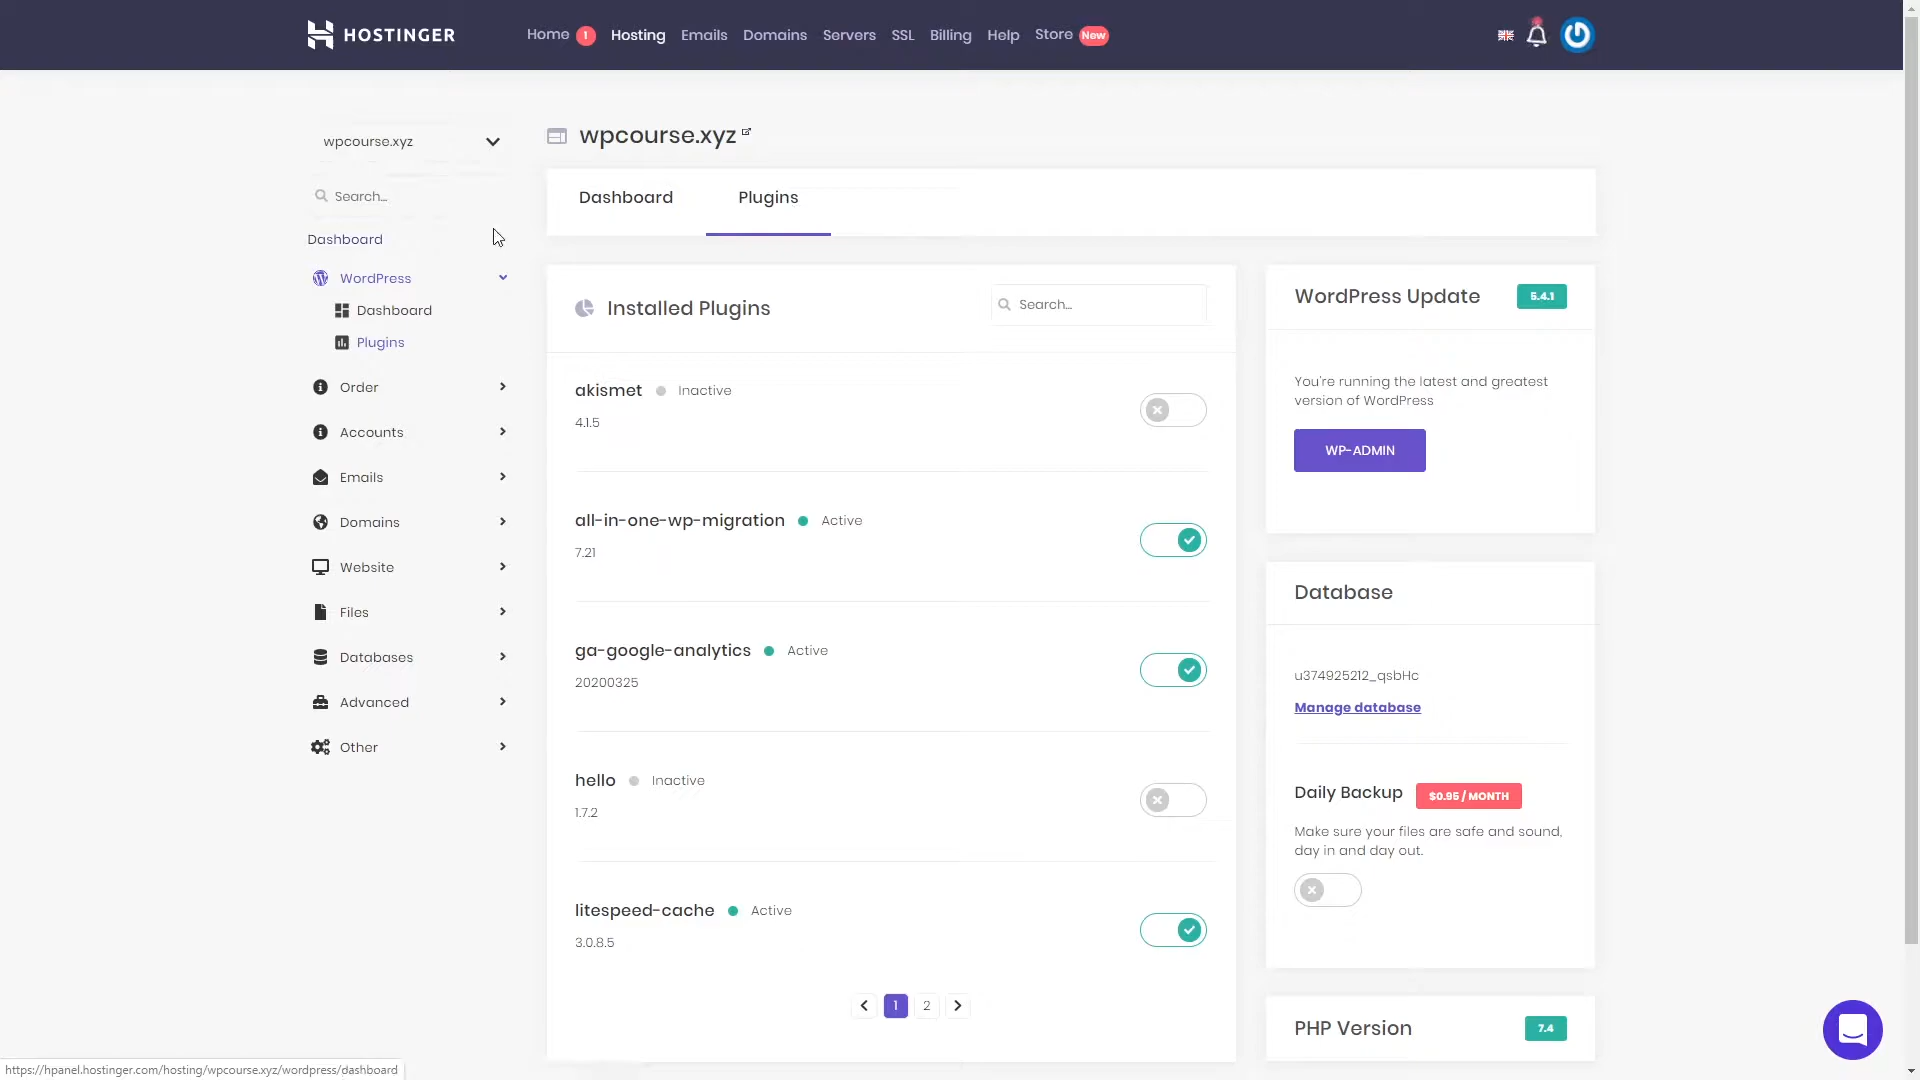 HOSTINGER
Home 1 Hosting Emails Domains Servers SSL Billing Help Store New
wpcourse.xyz
Search...
Dashboard
WordPress
Dashboard
Plugins
Order
Accounts
Emails
Domains
Website
Files
Databases
Advanced
Other
wpcourse.xyz
Dashboard Plugins
Installed Plugins
Search...
akismet Inactive
4.1.5
all-in-one-wp-migration Active
7.21
ga-google-analytics Active
20200325
hello Inactive
1.7.2
litespeed-cache Active
3.0.8.5
1 2
WordPress Update 5.4.1
You're running the latest and greatest
version of WordPress
WP-ADMIN
Database
u374925212_qsbHc
Manage database
Daily Backup $0.95 / MONTH
Make sure your files are safe and sound,
day in and day out.
PHP Version 7.4
https://hpanel.hostinger.com/hosting/wpcourse.xyz/wordpress/dashboard